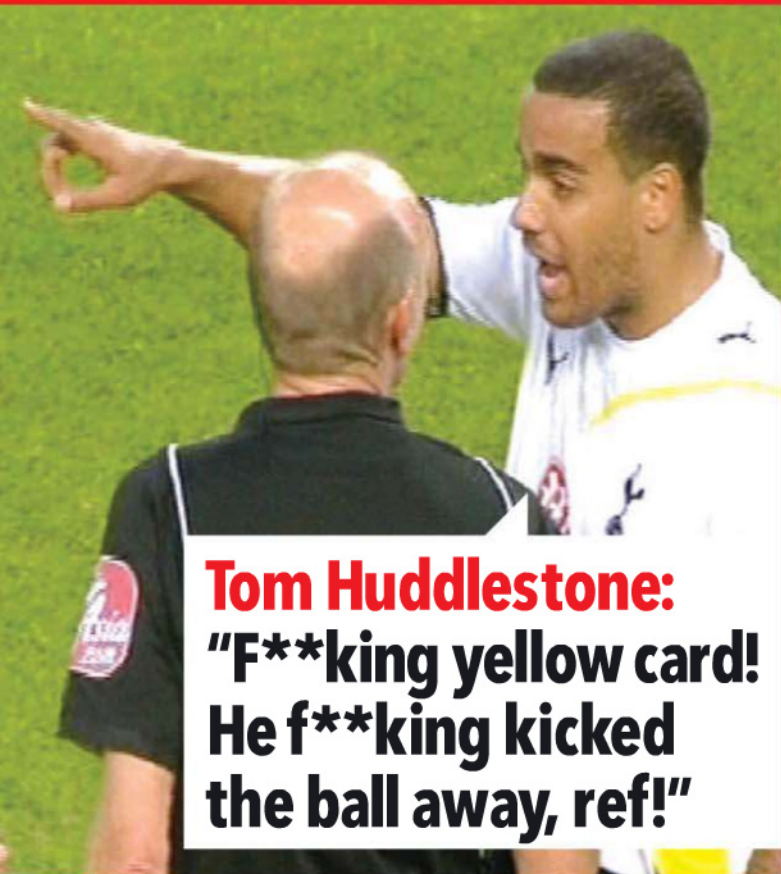 Tom Huddlestone:
“F**king yellow card!
He f**king kicked
the ball away, ref!”